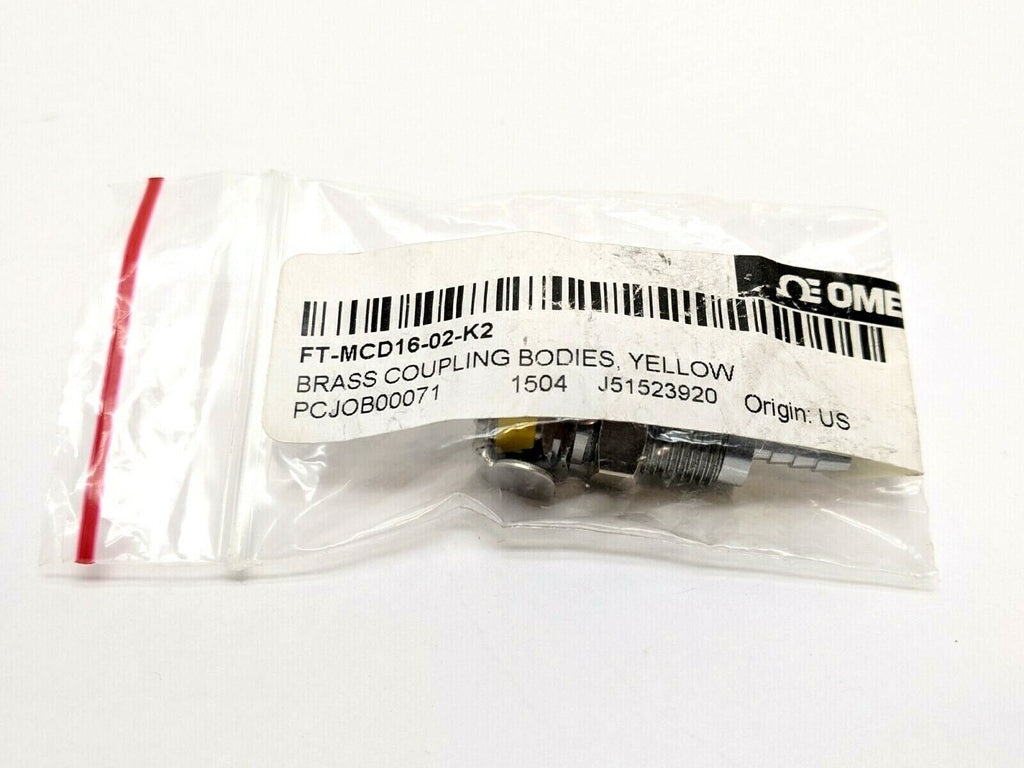 OME
FT-MCD16-02-K2
BRASS COUPLING BODIES, YELLOW
PCJOB00071 1504 J51523920 Origin: US